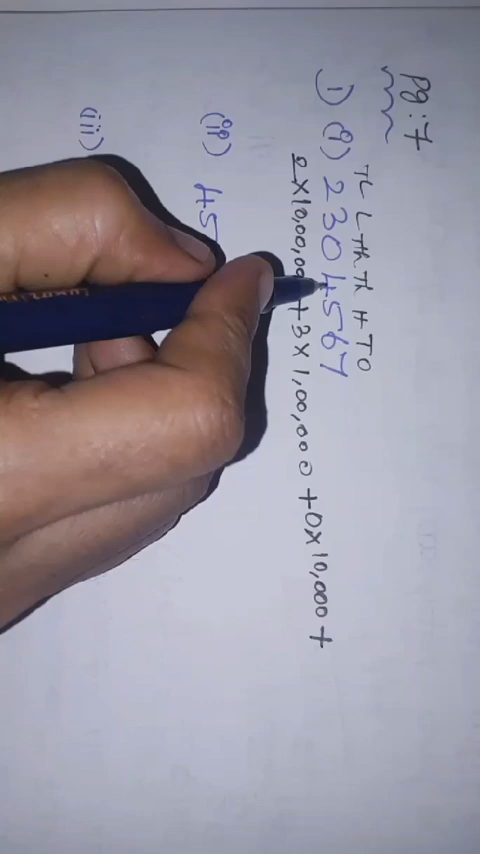 pg:7
TL L Tth Th H T O
1) (i) 2304567
2×10,00,00 +3×1,00,000 +0×10,000+
(ii) 45
(iii)